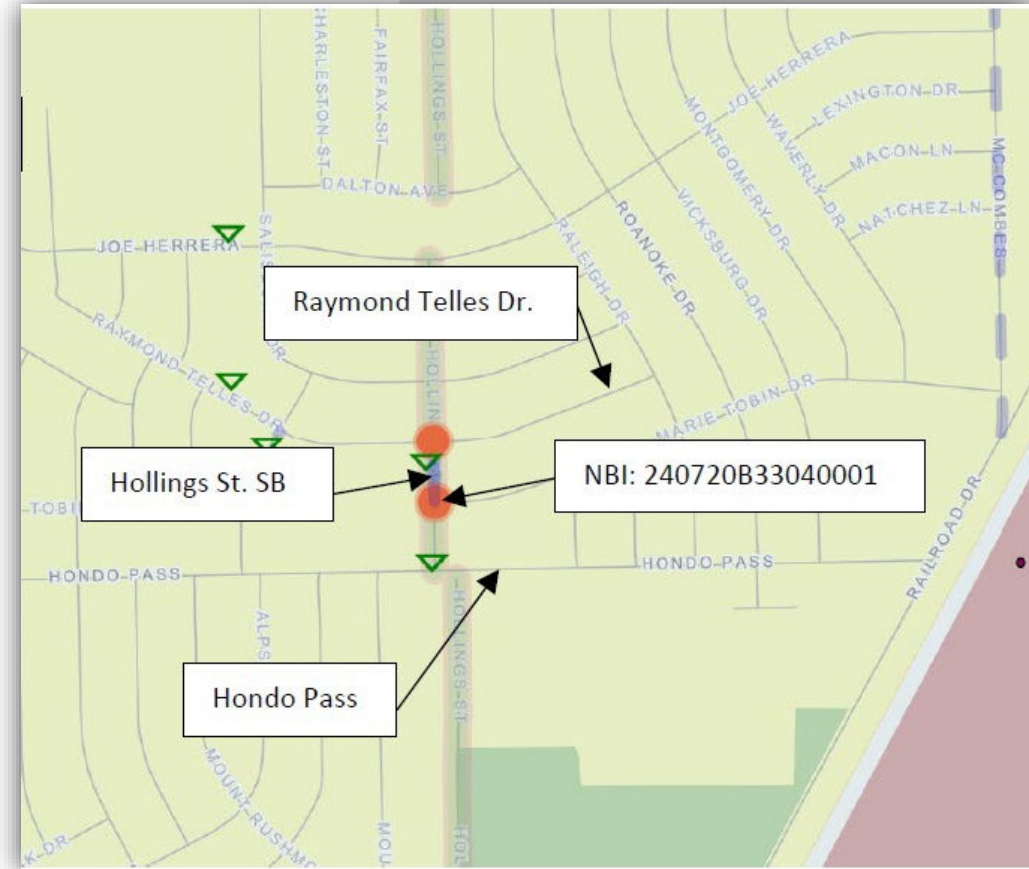 CHARLESTON-ST
FAIRFAX-ST
HOLLINGS-ST
JOE HERRERA
LEXINGTON DR
MC-COMBES
MONTGOMERY-DR
WAVERLY-DR
MACON-LN
DALTON-AVE
NATCHEZ-LN
VICKSBURG-DR
ROANOKE-DR
RALEIGH-DR
JOE HERRERA
Raymond Telles Dr.
RAYMOND-TELLES-DR
MARIE TOBIN DR
Hollings St. SB
NBI: 240720B33040001
HONDO-PASS
HONDO-PASS
RAILROAD-DR
ALPS
HOLLINGS-ST
Hondo Pass